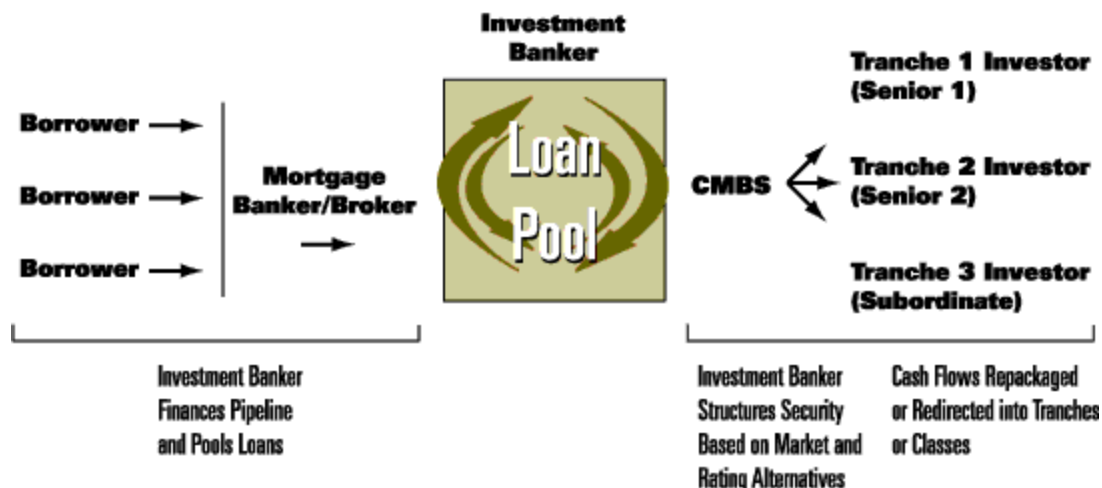 Investment
Banker
Borrower
Borrower
Borrower
Mortgage
Banker/Broker
Loan
Pool
CMBS
Tranche 1 Investor
(Senior 1)
Tranche 2 Investor
(Senior 2)
Tranche 3 Investor
(Subordinate)
Investment Banker
Finances Pipeline
and Pools Loans
Investment Banker
Structures Security
Based on Market and
Rating Alternatives
Cash Flows Repackaged
or Redirected into Tranches
or Classes